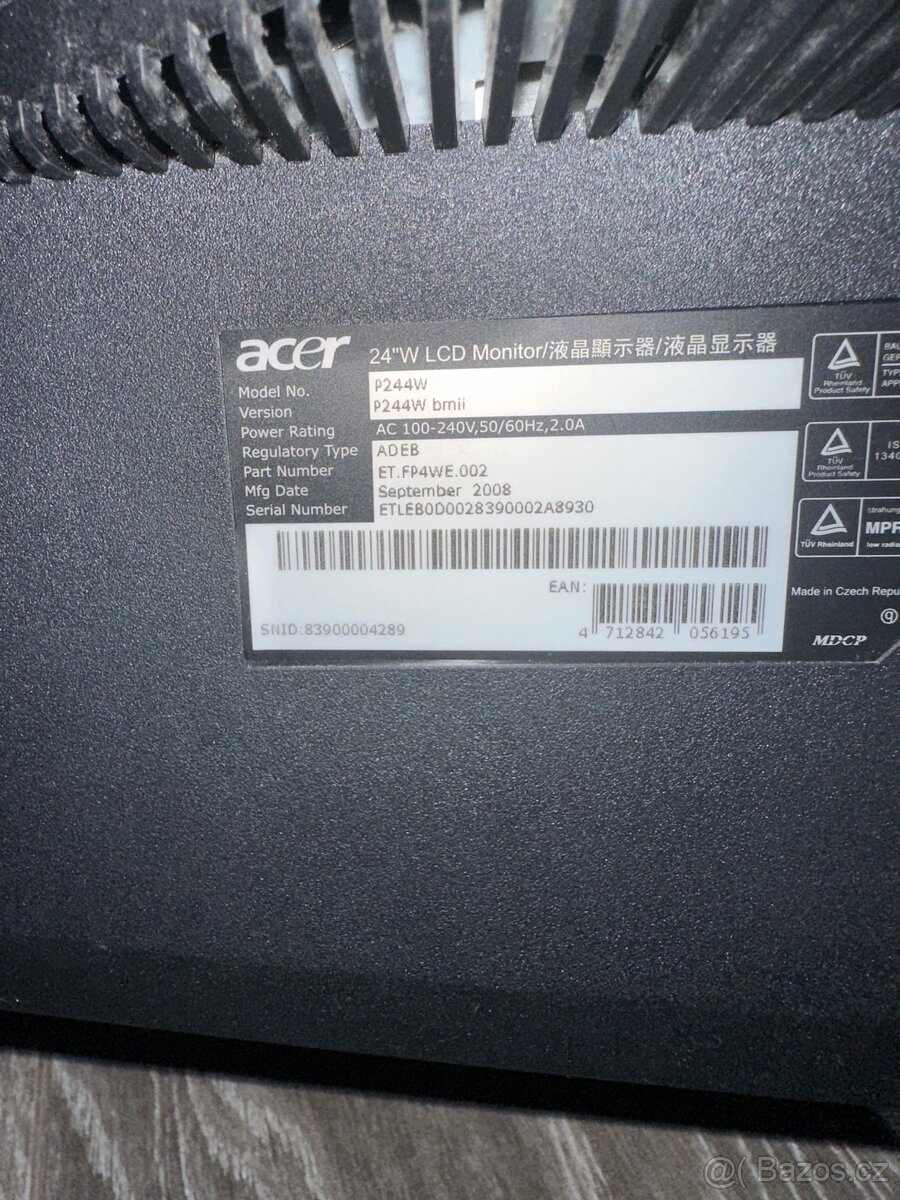 acer 24"W LCD Monitor/液晶顯示器/液晶显示器
Model No. P244W
Version P244W bmii
Power Rating AC 100-240V,50/60Hz,2.0A
Regulatory Type ADEB
Part Number ET.FP4WE.002
Mfg Date September 2008
Serial Number ETLEB0D0028390002A8930
EAN:
4 712842 056195
SNID:83900004289
TÜV
Rheinland
Product Safety
TÜV
Rheinland
Product Safety
TÜV Rheinland
low
Made in Czech
MDCP
@( Bazos.cz